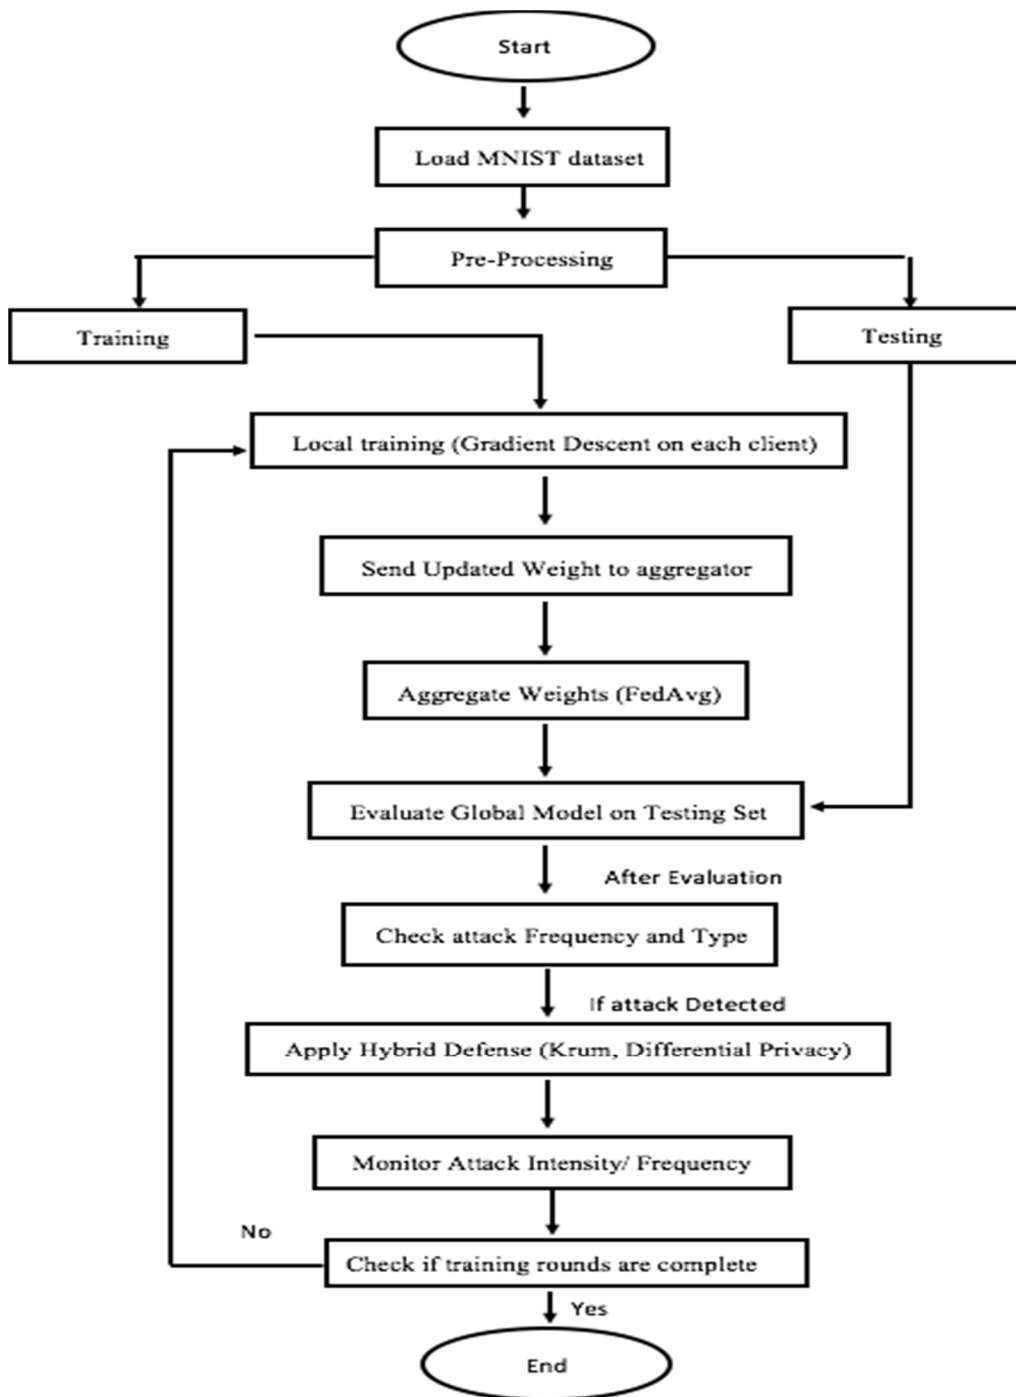 Start
Load MNIST dataset
Pre-Processing
Training
Testing
Local training (Gradient Descent on each client)
Send Updated Weight to aggregator
Aggregate Weights (FedAvg)
Evaluate Global Model on Testing Set
After Evaluation
Check attack Frequency and Type
If attack Detected
Apply Hybrid Defense (Krum, Differential Privacy)
Monitor Attack Intensity/ Frequency
No
Check if training rounds are complete
Yes
End